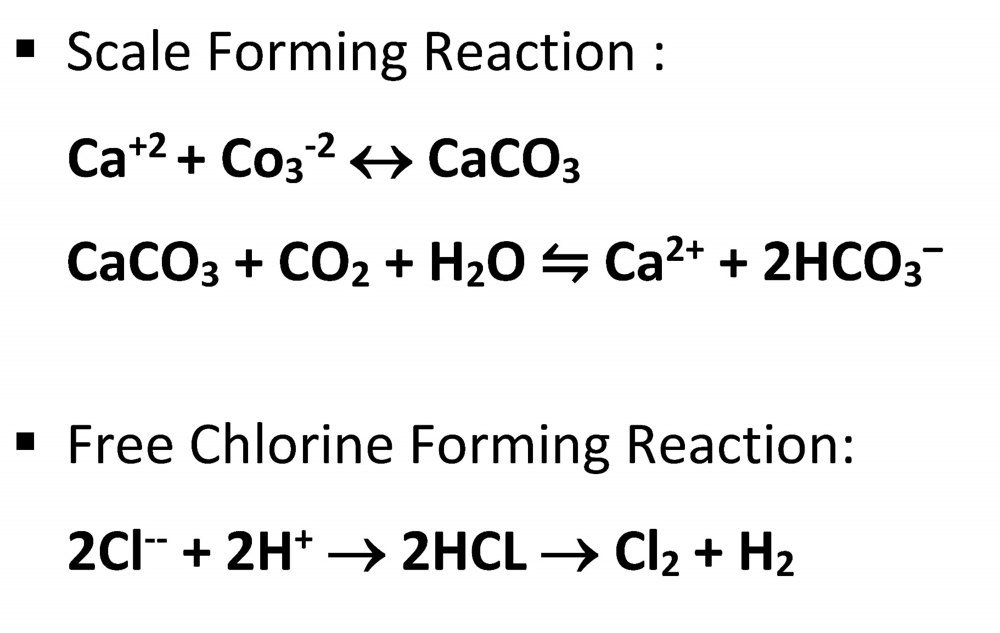 ▪ Scale Forming Reaction :
Ca⁺² + Co₃⁻² ↔ CaCO₃
CaCO₃ + CO₂ + H₂O ⇋ Ca²⁺ + 2HCO₃⁻
▪ Free Chlorine Forming Reaction:
2Cl⁻⁻ + 2H⁺ → 2HCL → Cl₂ + H₂